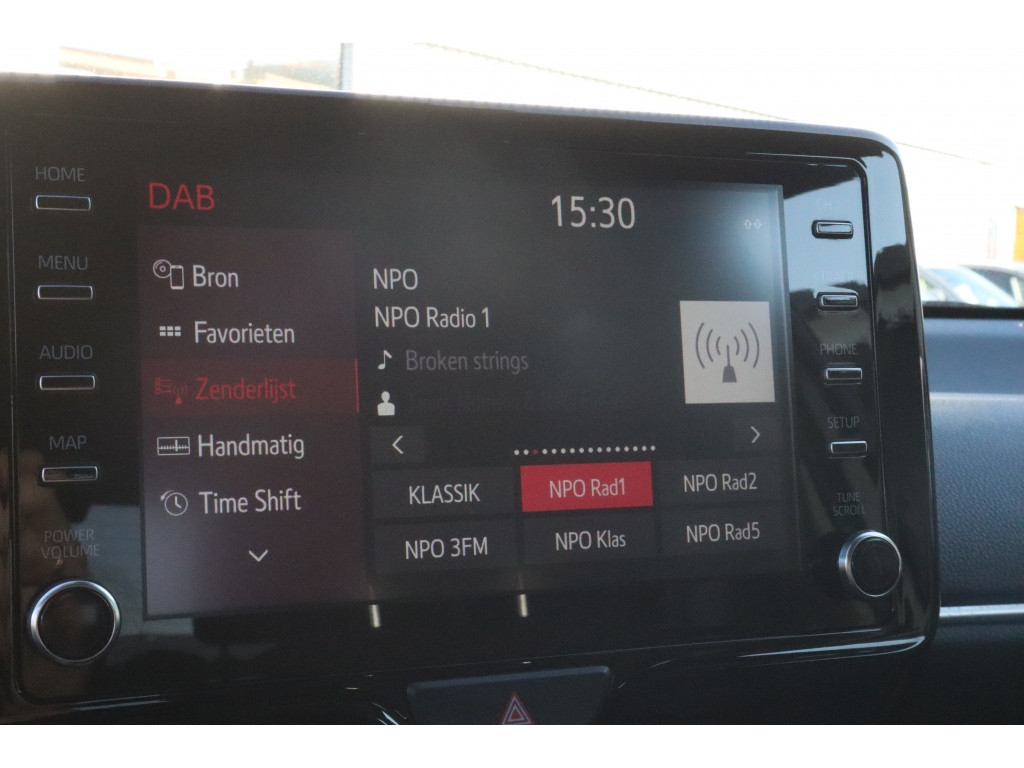 HOME
MENU
AUDIO
MAP
POWER
VOLUME
DAB
15:30
Bron
Favorieten
Zenderlijst
Handmatig
Time Shift
NPO
NPO Radio 1
Broken strings
KLASSIK
NPO Rad1
NPO Rad2
NPO 3FM
NPO Klas
NPO Rad5
PHONE
SETUP
TUNE
SCROLL